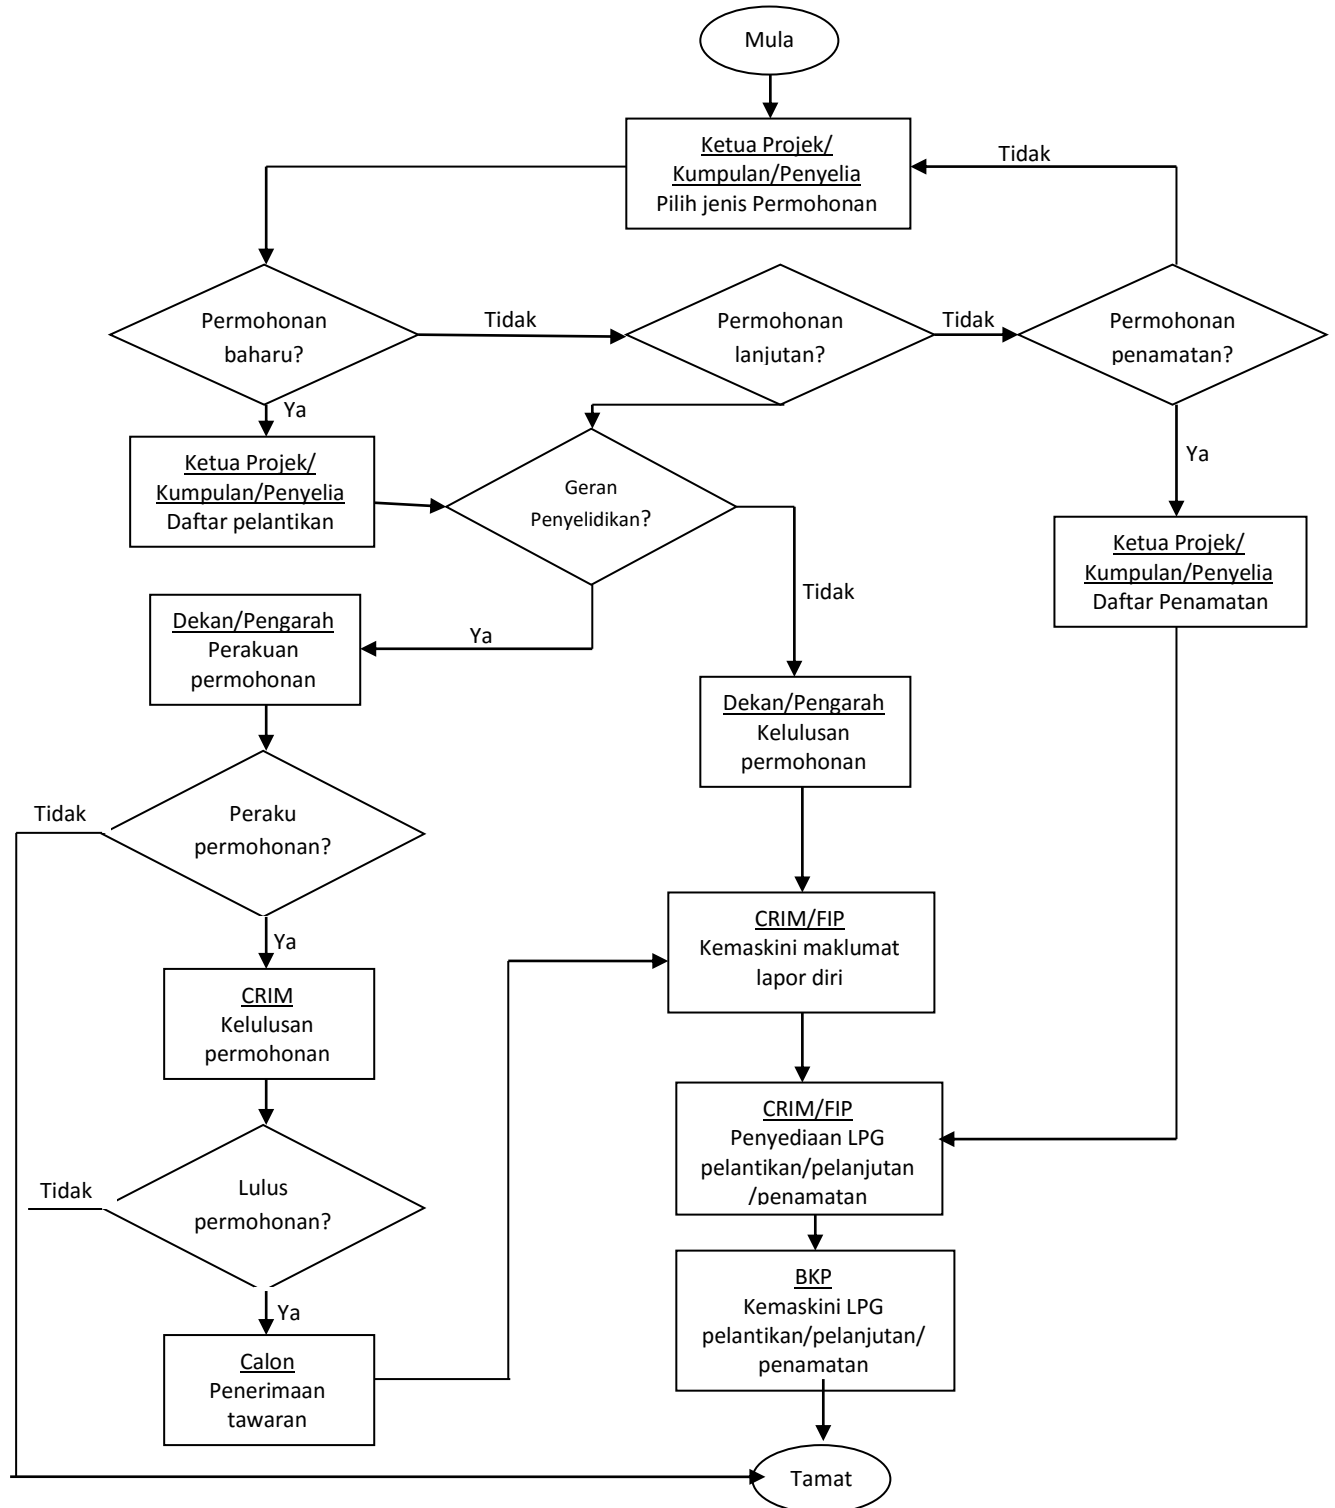 Mula
Ketua Projek/
Kumpulan/Penyelia
Pilih jenis Permohonan
Tidak
Permohonan
baharu?
Tidak
Permohonan
lanjutan?
Tidak
Permohonan
penamatan?
Ya
Ketua Projek/
Kumpulan/Penyelia
Daftar pelantikan
Geran
Penyelidikan?
Ya
Ketua Projek/
Kumpulan/Penyelia
Daftar Penamatan
Tidak
Ya
Dekan/Pengarah
Perakuan
permohonan
Dekan/Pengarah
Kelulusan
permohonan
Tidak
Peraku
permohonan?
Ya
CRIM/FIP
Kemaskini maklumat
lapor diri
CRIM
Kelulusan
permohonan
CRIM/FIP
Penyediaan LPG
pelantikan/pelanjutan
/penamatan
Tidak
Lulus
permohonan?
Ya
BKP
Kemaskini LPG
pelantikan/pelanjutan/
penamatan
Calon
Penerimaan
tawaran
Tamat